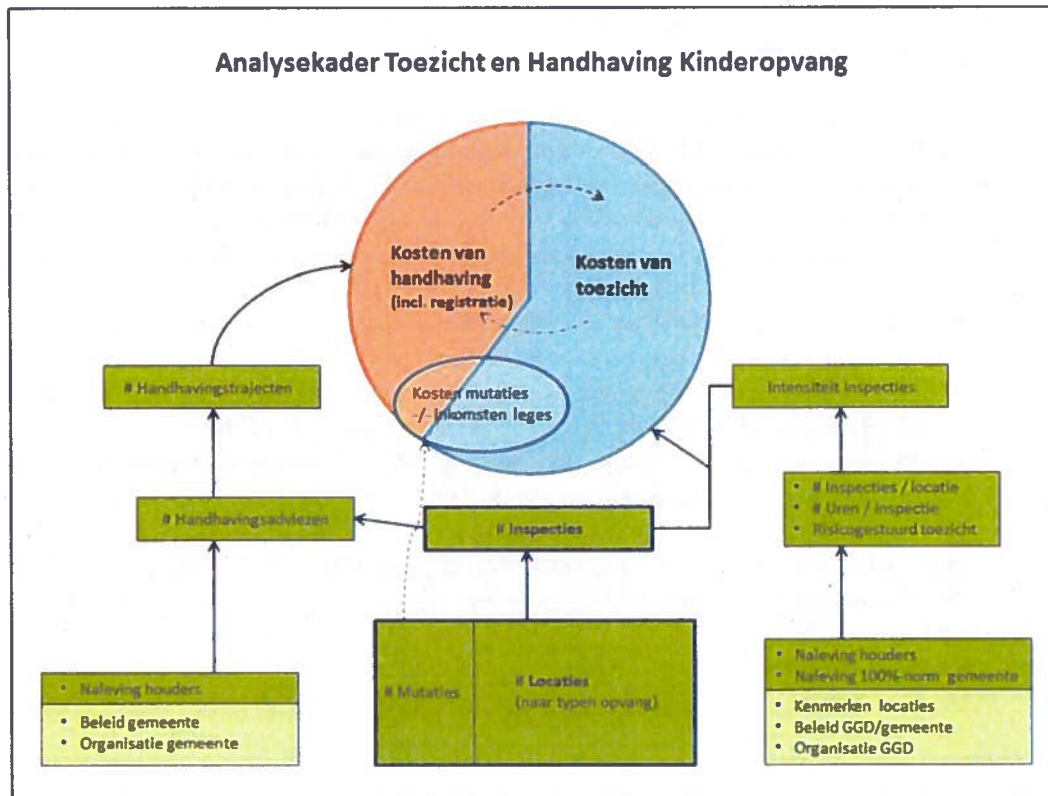 Analysekader Toezicht en Handhaving Kinderopvang
Kosten van
handhaving
(incl. registratie)
Kosten van
toezicht
Kosten mutaties
-/- inkomsten leges
# Handhavingstrajecten
Intensiteit inspecties
# Handhavingsadviezen
# Inspecties
• # Inspecties / locatie
• # Uren / inspectie
• Risicogestuurd toezicht
• Naleving houders
• Beleid gemeente
• Organisatie gemeente
# Mutaties
# Locaties
(naar typen opvang)
• Naleving houders
• Naleving 100%-norm gemeente
• Kenmerken locaties
• Beleid GGD/gemeente
• Organisatie GGD